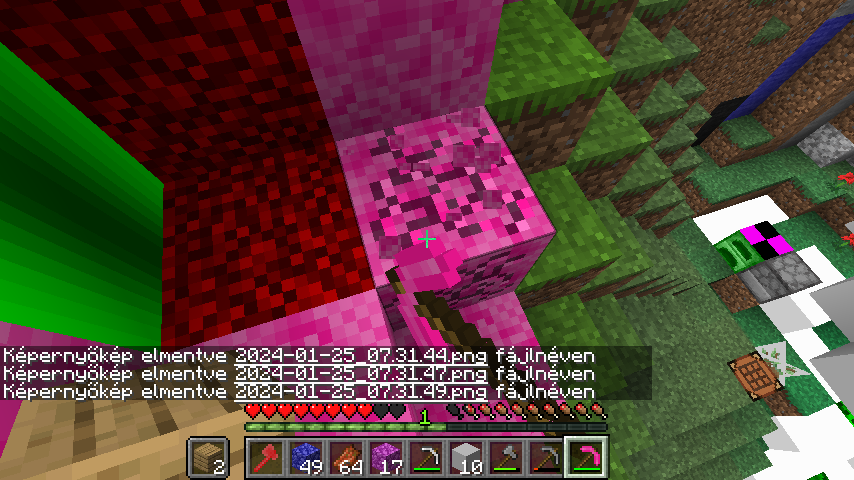 Képernyőkép elmentve 2024-01-25_07.31.44.png fájlnéven
Képernyőkép elmentve 2024-01-25_07.31.47.png fájlnéven
Képernyőkép elmentve 2024-01-25_07.31.49.png fájlnéven
1
2 49 64 17 10